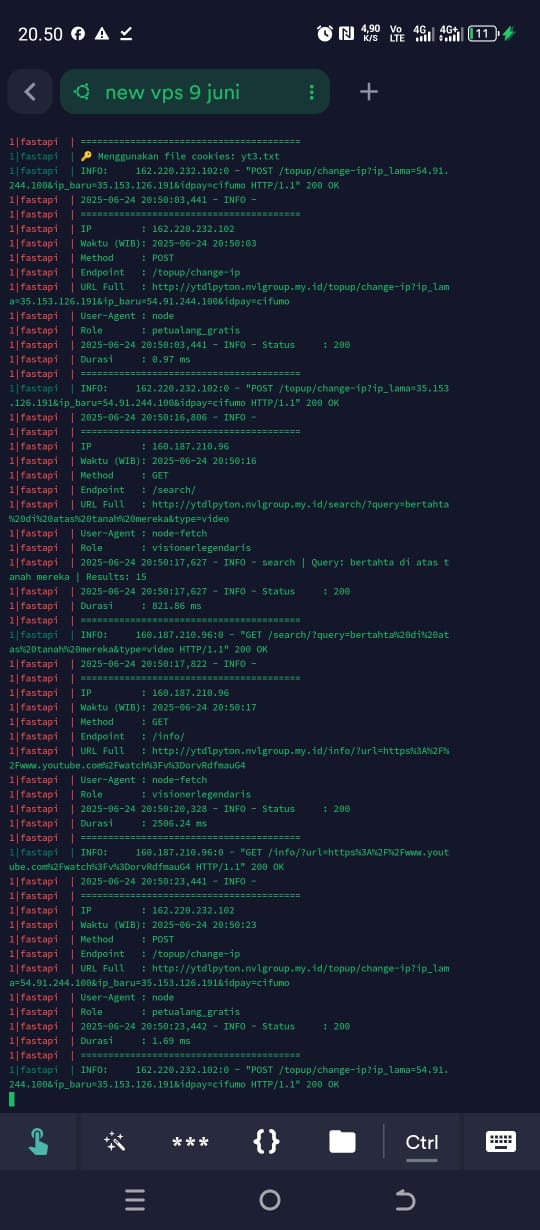 20.50
4,90 K/S
Vo LTE
4G
4G+
11
new vps 9 juni
1|fastapi  | =======================================
1|fastapi  | 🔑 Menggunakan file cookies: yt3.txt
1|fastapi  | INFO:     162.220.232.102:0 - "POST /topup/change-ip?ip_lama=54.91.
244.100&ip_baru=35.153.126.191&idpay=cifumo HTTP/1.1" 200 OK
1|fastapi  | 2025-06-24 20:50:03,441 - INFO -
1|fastapi  | =======================================
1|fastapi  | IP         : 162.220.232.102
1|fastapi  | Waktu (WIB): 2025-06-24 20:50:03
1|fastapi  | Method     : POST
1|fastapi  | Endpoint   : /topup/change-ip
1|fastapi  | URL Full   : http://ytdlpyton.nvlgroup.my.id/topup/change-ip?ip_lam
a=35.153.126.191&ip_baru=54.91.244.100&idpay=cifumo
1|fastapi  | User-Agent : node
1|fastapi  | Role       : petualang_gratis
1|fastapi  | 2025-06-24 20:50:03,441 - INFO - Status     : 200
1|fastapi  | Durasi     : 0.97 ms
1|fastapi  | =======================================
1|fastapi  | INFO:     162.220.232.102:0 - "POST /topup/change-ip?ip_lama=35.153
.126.191&ip_baru=54.91.244.100&idpay=cifumo HTTP/1.1" 200 OK
1|fastapi  | 2025-06-24 20:50:16,806 - INFO -
1|fastapi  | =======================================
1|fastapi  | IP         : 160.187.210.96
1|fastapi  | Waktu (WIB): 2025-06-24 20:50:16
1|fastapi  | Method     : GET
1|fastapi  | Endpoint   : /search/
1|fastapi  | URL Full   : http://ytdlpyton.nvlgroup.my.id/search/?query=bertahta
%20di%20atas%20tanah%20mereka&type=video
1|fastapi  | User-Agent : node-fetch
1|fastapi  | Role       : visionerlegendaris
1|fastapi  | 2025-06-24 20:50:17,627 - INFO - search | Query: bertahta di atas t
anah mereka | Results: 15
1|fastapi  | 2025-06-24 20:50:17,627 - INFO - Status     : 200
1|fastapi  | Durasi     : 821.86 ms
1|fastapi  | =======================================
1|fastapi  | INFO:     160.187.210.96:0 - "GET /search/?query=bertahta%20di%20at
as%20tanah%20mereka&type=video HTTP/1.1" 200 OK
1|fastapi  | 2025-06-24 20:50:17,822 - INFO -
1|fastapi  | =======================================
1|fastapi  | IP         : 160.187.210.96
1|fastapi  | Waktu (WIB): 2025-06-24 20:50:17
1|fastapi  | Method     : GET
1|fastapi  | Endpoint   : /info/
1|fastapi  | URL Full   : http://ytdlpyton.nvlgroup.my.id/info/?url=https%3A%2F%
2Fwww.youtube.com%2Fwatch%3Fv%3DorvRdfmauG4
1|fastapi  | User-Agent : node-fetch
1|fastapi  | Role       : visionerlegendaris
1|fastapi  | 2025-06-24 20:50:20,328 - INFO - Status     : 200
1|fastapi  | Durasi     : 2506.24 ms
1|fastapi  | =======================================
1|fastapi  | INFO:     160.187.210.96:0 - "GET /info/?url=https%3A%2F%2Fwww.yout
ube.com%2Fwatch%3Fv%3DorvRdfmauG4 HTTP/1.1" 200 OK
1|fastapi  | 2025-06-24 20:50:23,441 - INFO -
1|fastapi  | =======================================
1|fastapi  | IP         : 162.220.232.102
1|fastapi  | Waktu (WIB): 2025-06-24 20:50:23
1|fastapi  | Method     : POST
1|fastapi  | Endpoint   : /topup/change-ip
1|fastapi  | URL Full   : http://ytdlpyton.nvlgroup.my.id/topup/change-ip?ip_lam
a=54.91.244.100&ip_baru=35.153.126.191&idpay=cifumo
1|fastapi  | User-Agent : node
1|fastapi  | Role       : petualang_gratis
1|fastapi  | 2025-06-24 20:50:23,442 - INFO - Status     : 200
1|fastapi  | Durasi     : 1.69 ms
1|fastapi  | =======================================
1|fastapi  | INFO:     162.220.232.102:0 - "POST /topup/change-ip?ip_lama=54.91.
244.100&ip_baru=35.153.126.191&idpay=cifumo HTTP/1.1" 200 OK
*** {} Ctrl